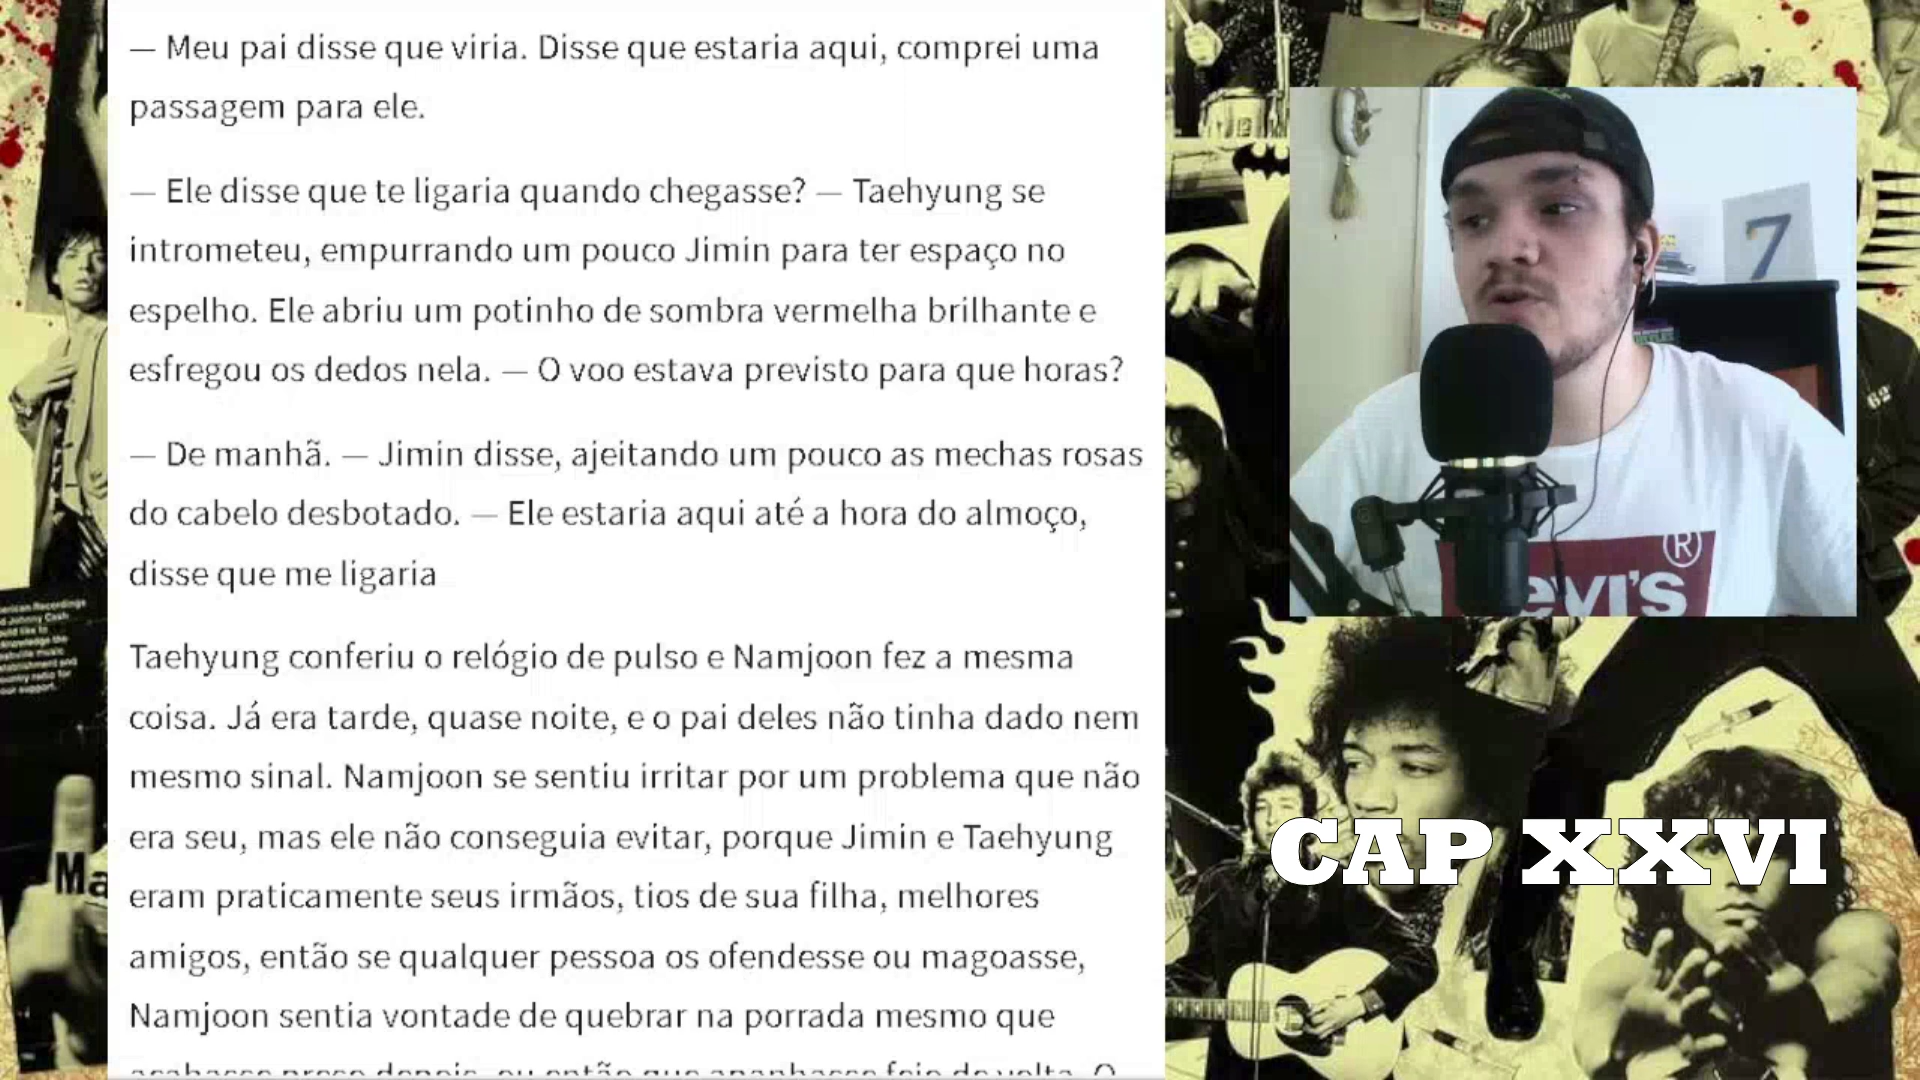 — Meu pai disse que viria. Disse que estaria aqui, comprei uma
passagem para ele.
— Ele disse que te ligaria quando chegasse? — Taehyung se
intrometeu, empurrando um pouco Jimin para ter espaço no
espelho. Ele abriu um potinho de sombra vermelha brilhante e
esfregou os dedos nela. — O voo estava previsto para que horas?
— De manhã. — Jimin disse, ajeitando um pouco as mechas rosas
do cabelo desbotado. — Ele estaria aqui até a hora do almoço,
disse que me ligaria
Taehyung conferiu o relógio de pulso e Namjoon fez a mesma
coisa. Já era tarde, quase noite, e o pai deles não tinha dado nem
mesmo sinal. Namjoon se sentiu irritar por um problema que não
era seu, mas ele não conseguia evitar, porque Jimin e Taehyung
eram praticamente seus irmãos, tios de sua filha, melhores
amigos, então se qualquer pessoa os ofendesse ou magoasse,
Namjoon sentia vontade de quebrar na porrada mesmo que
7
®
evi's
CAP XXVI
Ma